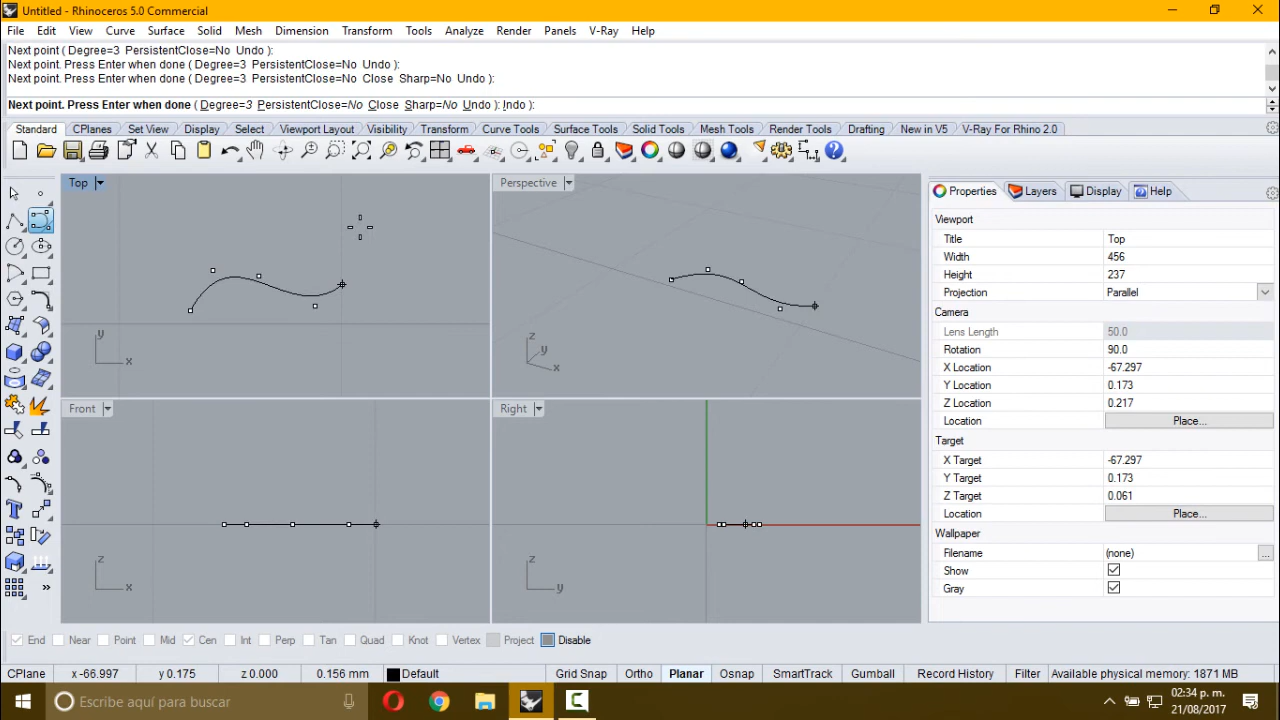 Untitled - Rhinoceros 5.0 Commercial
File Edit View Curve Surface Solid Mesh Dimension Transform Tools Analyze Render Panels V-Ray Help
Next point ( Degree=3 PersistentClose=No Undo ):
Next point. Press Enter when done ( Degree=3 PersistentClose=No Undo ):
Next point. Press Enter when done ( Degree=3 PersistentClose=No Close Sharp=No Undo ):
Next point. Press Enter when done ( Degree=3 PersistentClose=No Close Sharp=No Undo ): Indo ):
Standard CPlanes Set View Display Select Viewport Layout Visibility Transform Curve Tools Surface Tools Solid Tools Mesh Tools Render Tools Drafting New in V5 V-Ray For Rhino 2.0
Top
y
x
Perspective
z
y
x
Front
z
x
Right
z
y
Properties Layers Display Help
Viewport
Title Top
Width 456
Height 237
Projection Parallel
Camera
Lens Length 50.0
Rotation 90.0
X Location -67.297
Y Location 0.173
Z Location 0.217
Location Place...
Target
X Target -67.297
Y Target 0.173
Z Target 0.061
Location Place...
Wallpaper
Filename (none) ...
Show
Gray
End Near Point Mid Cen Int Perp Tan Quad Knot Vertex Project Disable
CPlane x -66.997 y 0.175 z 0.000 0.156 mm Default Grid Snap Ortho Planar Osnap SmartTrack Gumball Record History Filter Available physical memory: 1871 MB
Escribe aquí para buscar
02:34 p. m.
21/08/2017